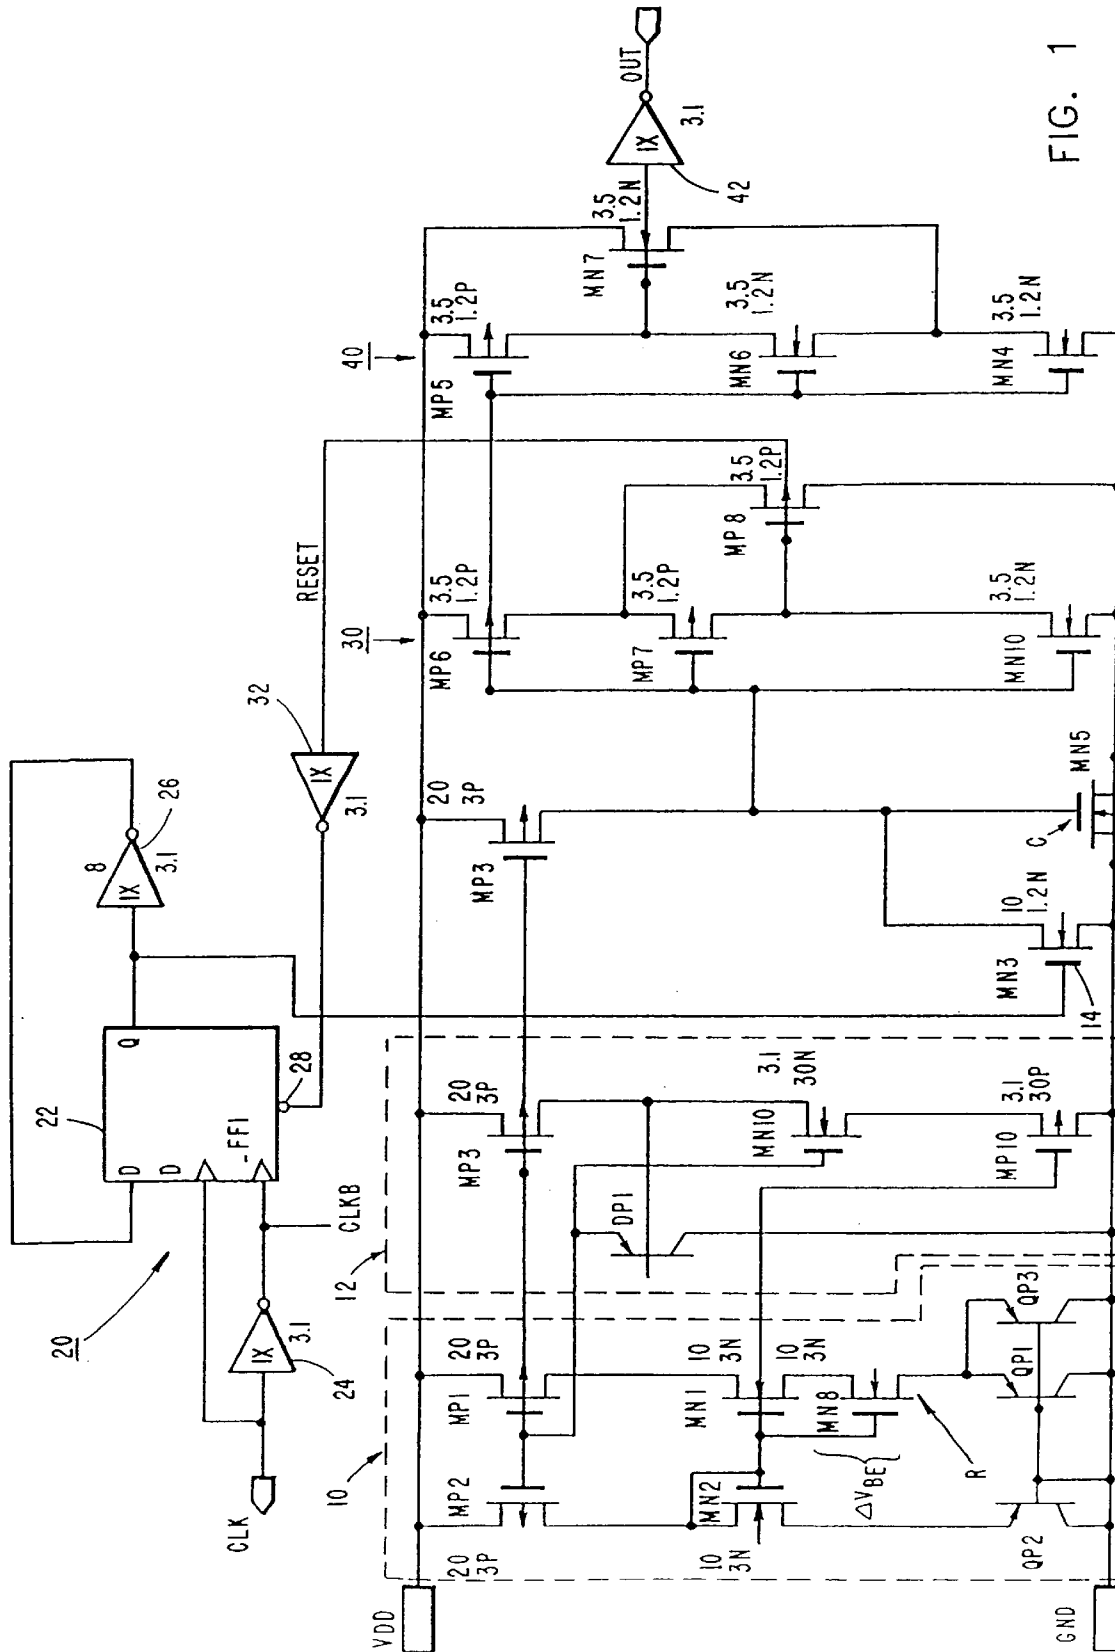 20
22
D
Q
D
-FF1
28
8
1X
3.1
26
CLK
1X
3.1
24
CLKB
32
1X
3.1
RESET
10
12
30
40
VDD
MP2
20
3P
MP1
20
3P
MP3
20
3P
MP3
20
3P
MP6
3.5
1.2P
MP5
3.5
1.2P
MN7
3.5
1.2N
1X
3.1
42
OUT
DP1
MN10
3.1
30N
MP7
3.5
1.2P
MP8
3.5
1.2P
MN6
3.5
1.2N
MN2
10
3N
MN1
10
3N
MN8
10
3N
ΔVBE
R
MP10
3.1
30P
MN3
10
1.2N
14
C
MN5
MN10
3.5
1.2N
MN4
3.5
1.2N
QP2
QP1
QP3
GND
FIG. 1